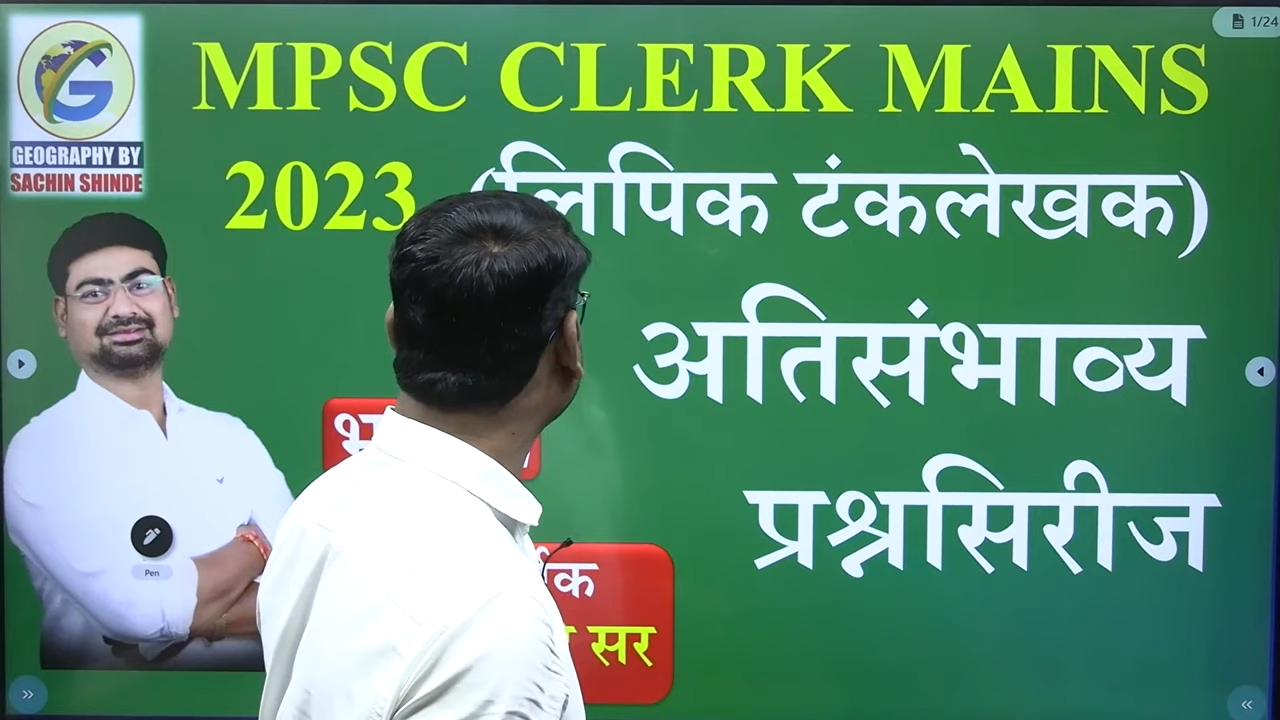 1/24
MPSC CLERK MAINS
2023 (लिपिक टंकलेखक)
GEOGRAPHY BY
SACHIN SHINDE
अतिसंभाव्य
प्रश्नसिरीज
Pen
सर